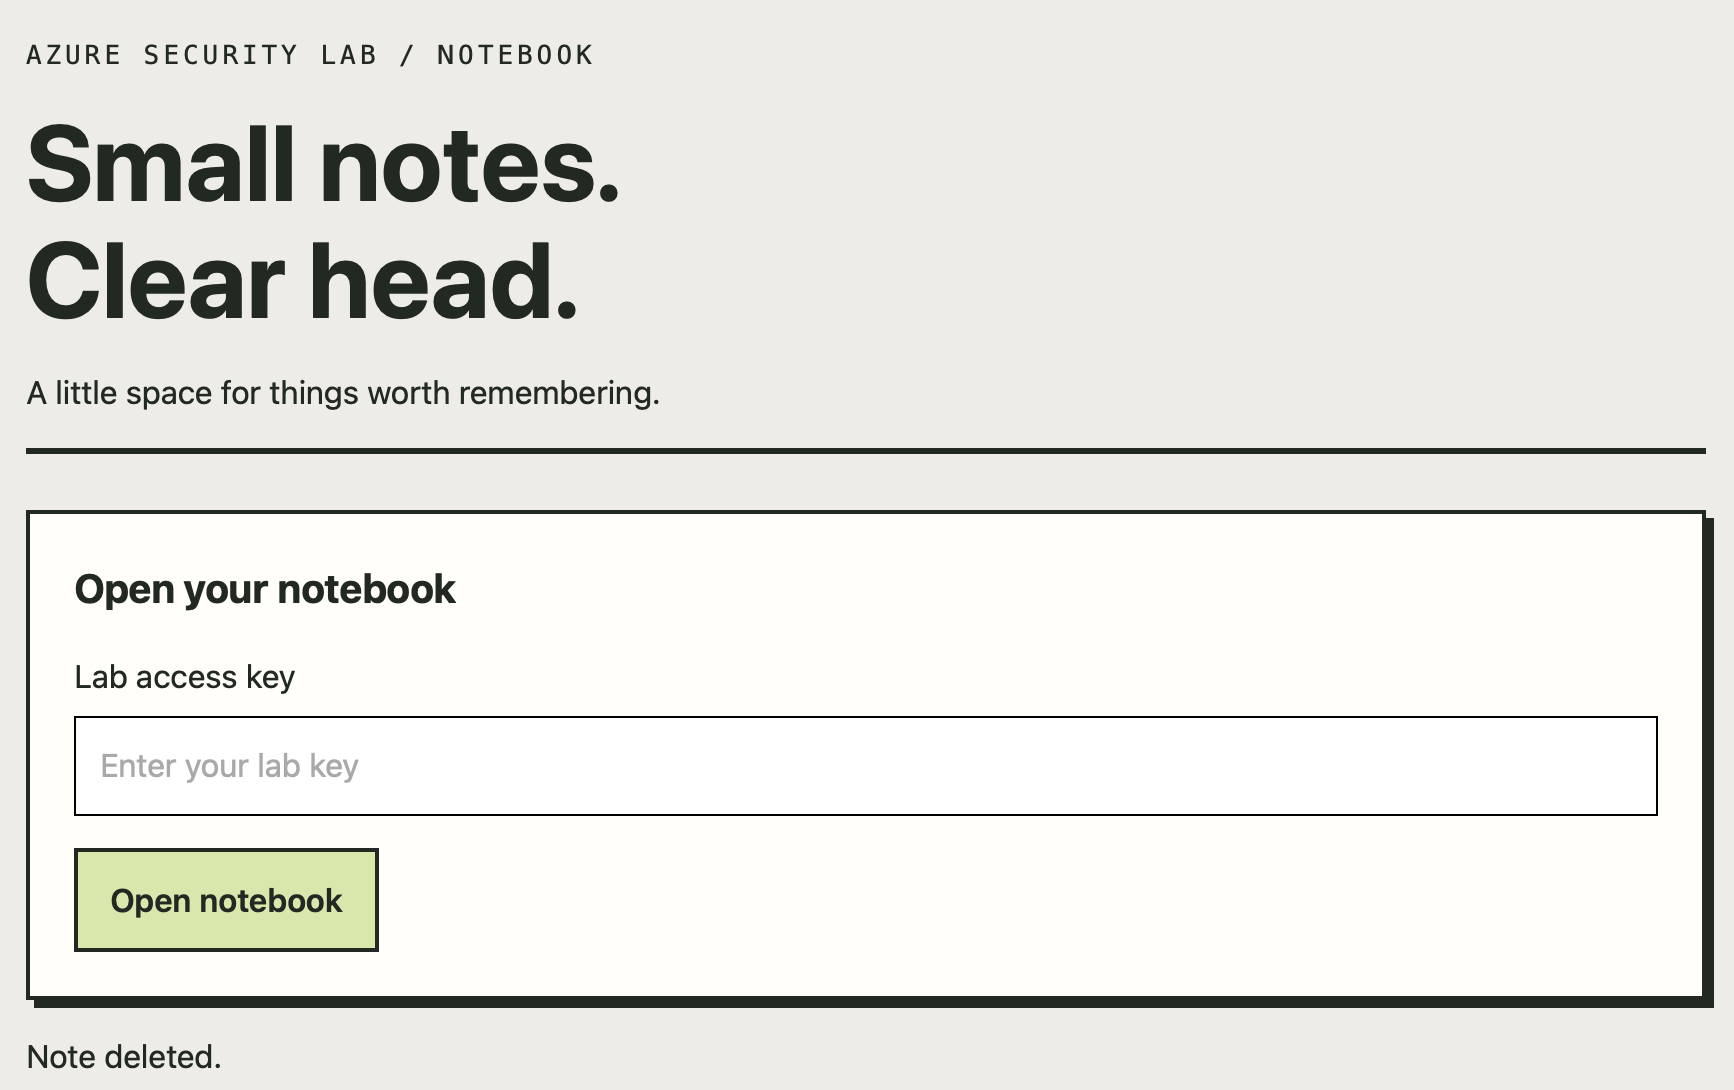 AZURE SECURITY LAB / NOTEBOOK
Small notes.
Clear head.
A little space for things worth remembering.
Open your notebook
Lab access key
Enter your lab key
Open notebook
Note deleted.